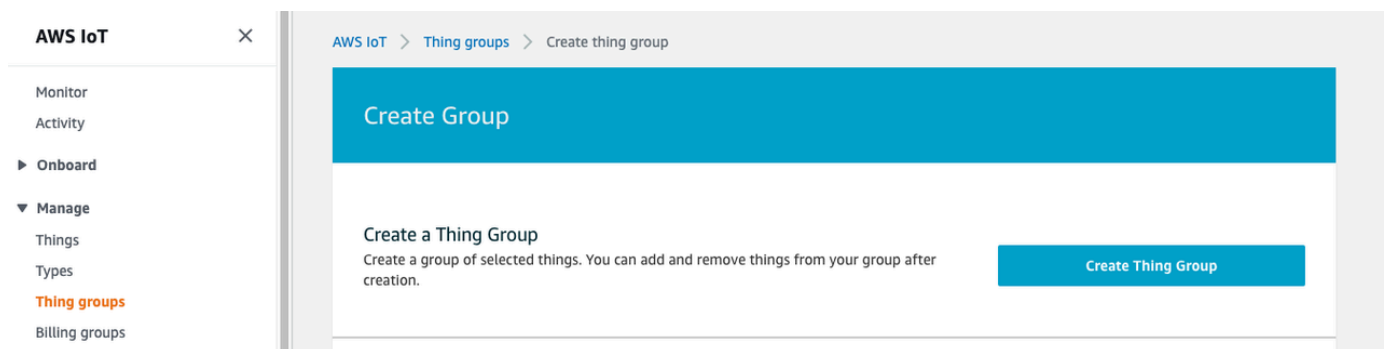 AWS IoT
Monitor
Activity
Onboard
Manage
Things
Types
Thing groups
Billing groups
AWS IoT > Thing groups > Create thing group
Create Group
Create a Thing Group
Create a group of selected things. You can add and remove things from your group after
creation.
Create Thing Group